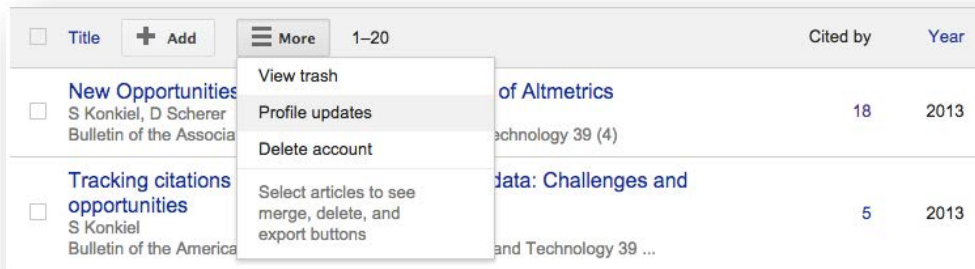 Title Add More 1–20 Cited by Year
View trash
Profile updates
Delete account
Select articles to see
merge, delete, and
export buttons
New Opportunities of Altmetrics 18 2013
S Konkiel, D Scherer
Bulletin of the Associa echnology 39 (4)
Tracking citations data: Challenges and
opportunities 5 2013
S Konkiel
Bulletin of the America and Technology 39 ...